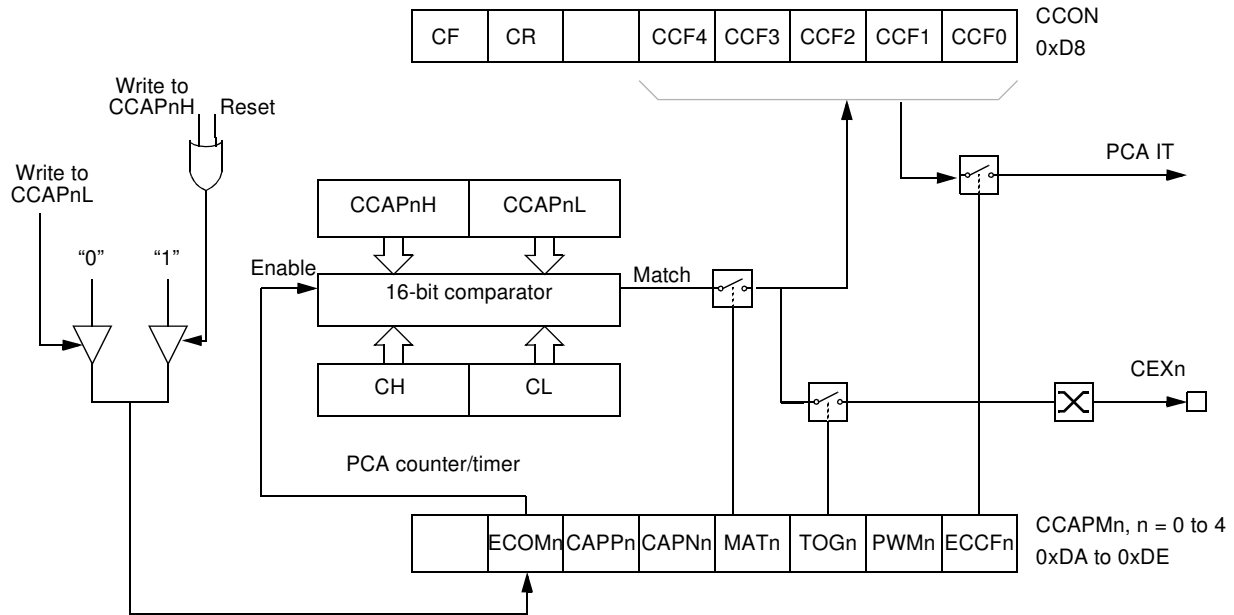 CF CR CCF4 CCF3 CCF2 CCF1 CCF0
CCON
0xD8
Write to
CCAPnH Reset
Write to
CCAPnL
“0” “1”
PCA IT
CCAPnH CCAPnL
Enable
16-bit comparator
Match
CH CL
CEXn
PCA counter/timer
ECOMn CAPPn CAPNn MATn TOGn PWMn ECCFn
CCAPMn, n = 0 to 4
0xDA to 0xDE